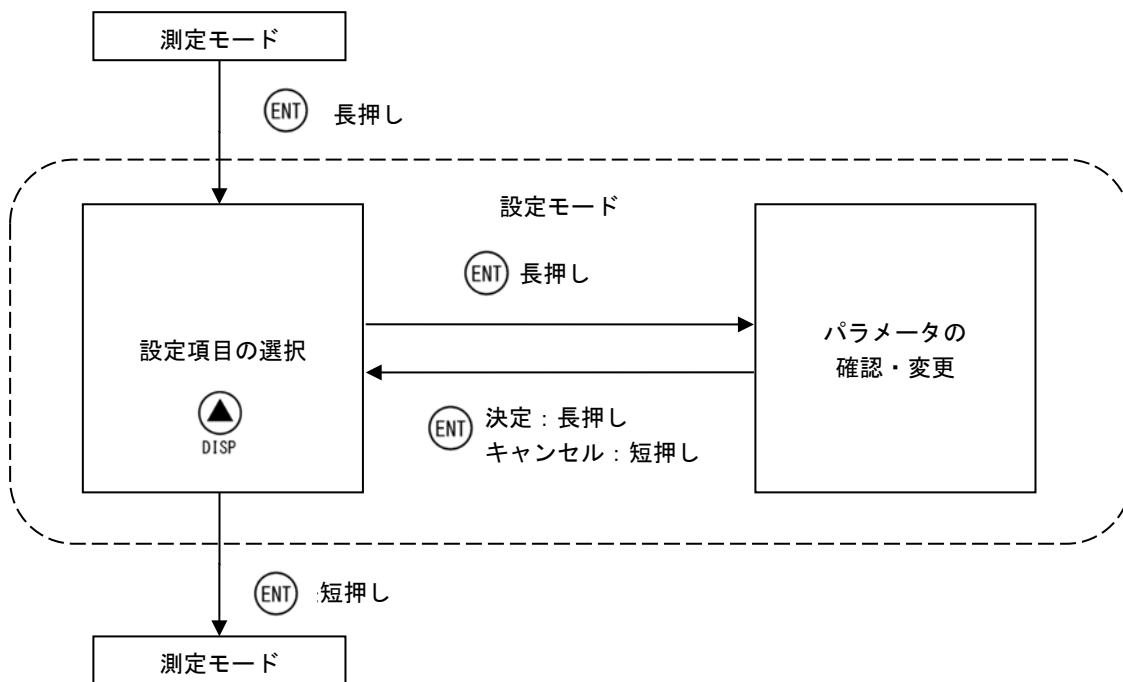 測定モード
ENT 長押し
設定モード
ENT 長押し
設定項目の選択
DISP
パラメータの
確認・変更
ENT 決定：長押し
キャンセル：短押し
ENT 短押し
測定モード